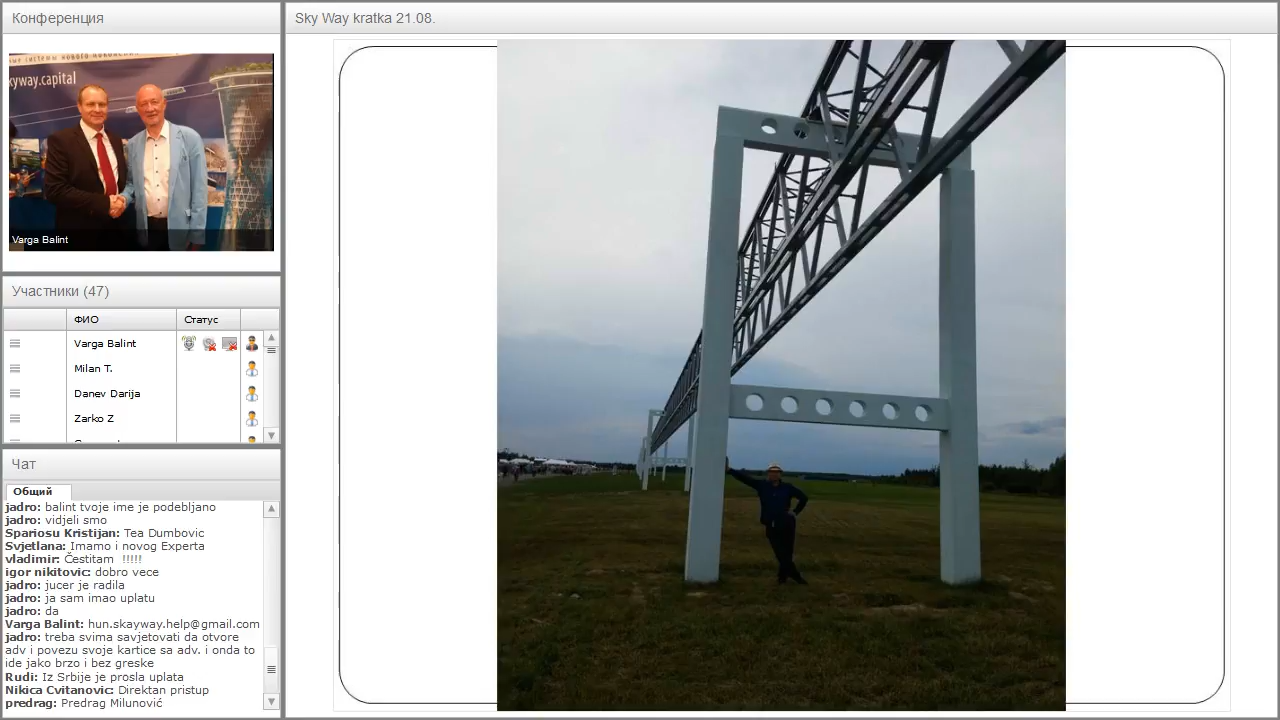 Конференция
Sky Way kratka 21.08.
kyway.capital
Varga Balint
Участники (47)
ФИО
Статус
Varga Balint
Milan T.
Danev Darija
Zarko Z
Чат
Общий
jadro: balint tvoje ime je podebljano
jadro: vidjeli smo
Spariosu Kristijan: Tea Dumbovic
Svjetlana: Imamo i novog Experta
vladimir: Čestitam !!!!!
igor nikitovic: dobro vece
jadro: jučer je radila
jadro: ja sam imao uplatu
jadro: da
Varga Balint: hun.skayway.help@gmail.com
jadro: treba svima savjetovati da otvore
adv i povezu svoje kartice sa adv. i onda to
ide jako brzo i bez greske
Rudi: Iz Srbije je prosla uplata
Nikica Cvitanovic: Direktan pristup
predrag: Predrag Milunović